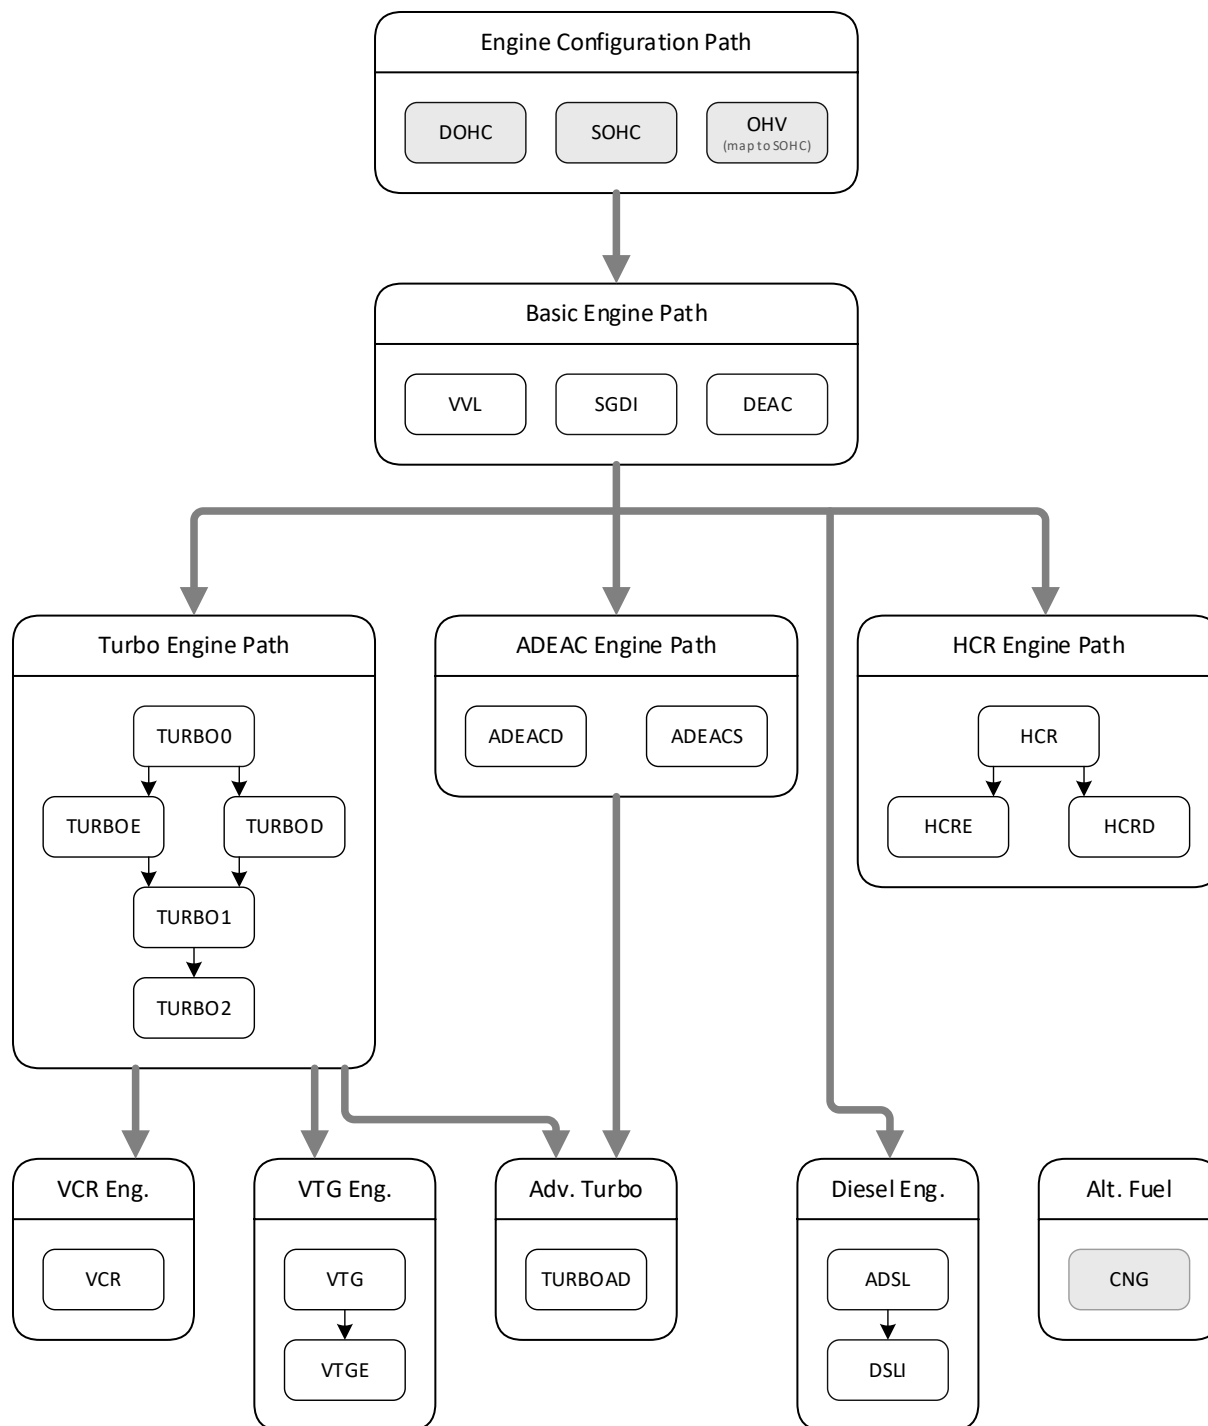 Engine Configuration Path
DOHC
SOHC
OHV
(map to SOHC)
Basic Engine Path
VVL
SGDI
DEAC
Turbo Engine Path
TURBO0
TURBOE
TURBOD
TURBO1
TURBO2
ADEAC Engine Path
ADEACD
ADEACS
HCR Engine Path
HCR
HCRE
HCRD
VCR Eng.
VCR
VTG Eng.
VTG
VTGE
Adv. Turbo
TURBOAD
Diesel Eng.
ADSL
DSLI
Alt. Fuel
CNG